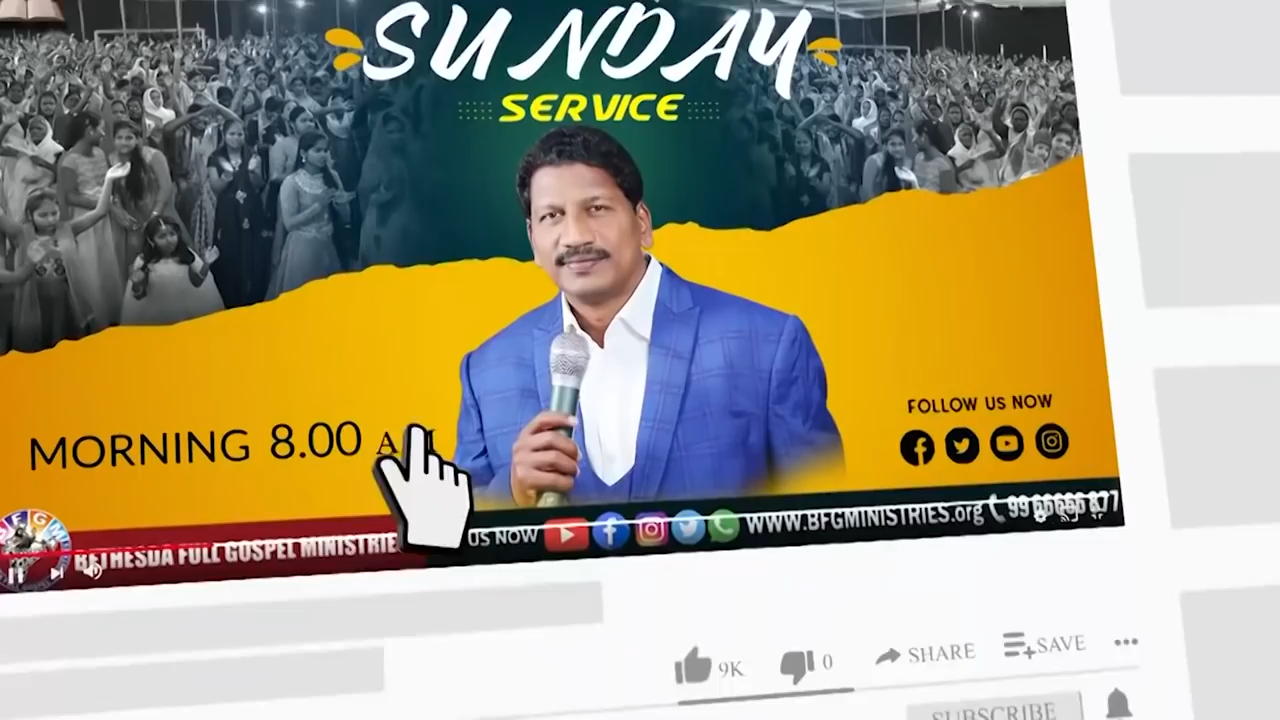 SUNDAY
SERVICE
FOLLOW US NOW
MORNING 8.00
BETHESDA FULL GOSPEL MINISTRIE
US NOW
WWW.BFGMINISTRIES.org
9K
0
SHARE
SAVE
SUBSCRIBE